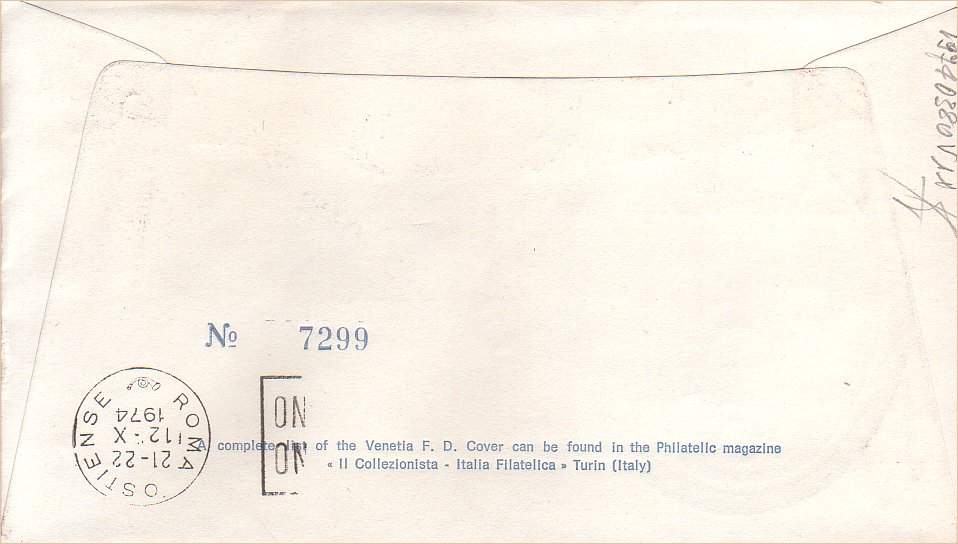 № 7299
ROMA OSTIENSE
21-22
12-X
1974
ON
ON
A complete list of the Venetia F. D. Cover can be found in the Philatelic magazine
« Il Collezionista - Italia Filatelica » Turin (Italy)